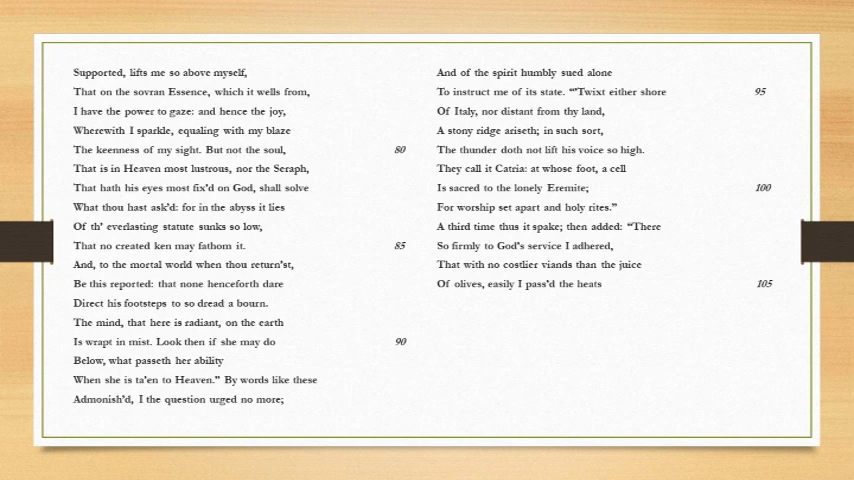 Supported, lifts me so above myself,
That on the sovran Essence, which it wells from,
I have the power to gaze: and hence the joy,
Wherewith I sparkle, equaling with my blaze
The keenness of my sight. But not the soul, 80
That is in Heaven most lustrous, nor the Seraph,
That hath his eyes most fix’d on God, shall solve
What thou hast ask’d: for in the abyss it lies
Of th’ everlasting statute sunks so low,
That no created ken may fathom it. 85
And, to the mortal world when thou return’st,
Be this reported: that none henceforth dare
Direct his footsteps to so dread a bourn.
The mind, that here is radiant, on the earth
Is wrapt in mist. Look then if she may do 90
Below, what passeth her ability
When she is ta’en to Heaven.” By words like these
Admonish’d, I the question urged no more;
And of the spirit humbly sued alone
To instruct me of its state. “’Twixt either shore 95
Of Italy, nor distant from thy land,
A stony ridge ariseth; in such sort,
The thunder doth not lift his voice so high.
They call it Catria: at whose foot, a cell
Is sacred to the lonely Eremite; 100
For worship set apart and holy rites.”
A third time thus it spake; then added: “There
So firmly to God’s service I adhered,
That with no costlier viands than the juice
Of olives, easily I pass’d the heats 105